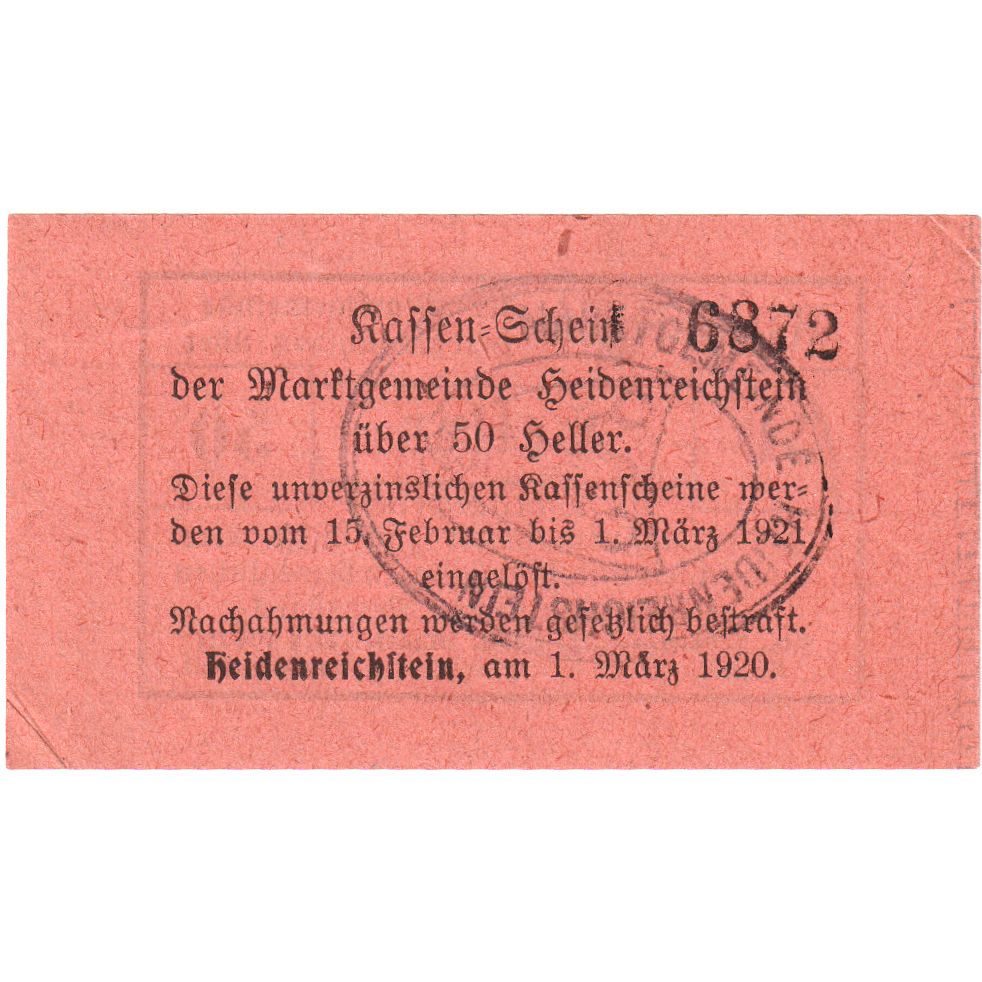 Kassen-Schein 6872
der Marktgemeinde Heidenreichstein
über 50 Heller.
Diese unverzinslichen Kassenscheine wer-
den vom 15. Februar bis 1. März 1921
eingelöst.
Nachahmungen werden gesetzlich bestraft.
Heidenreichstein, am 1. März 1920.